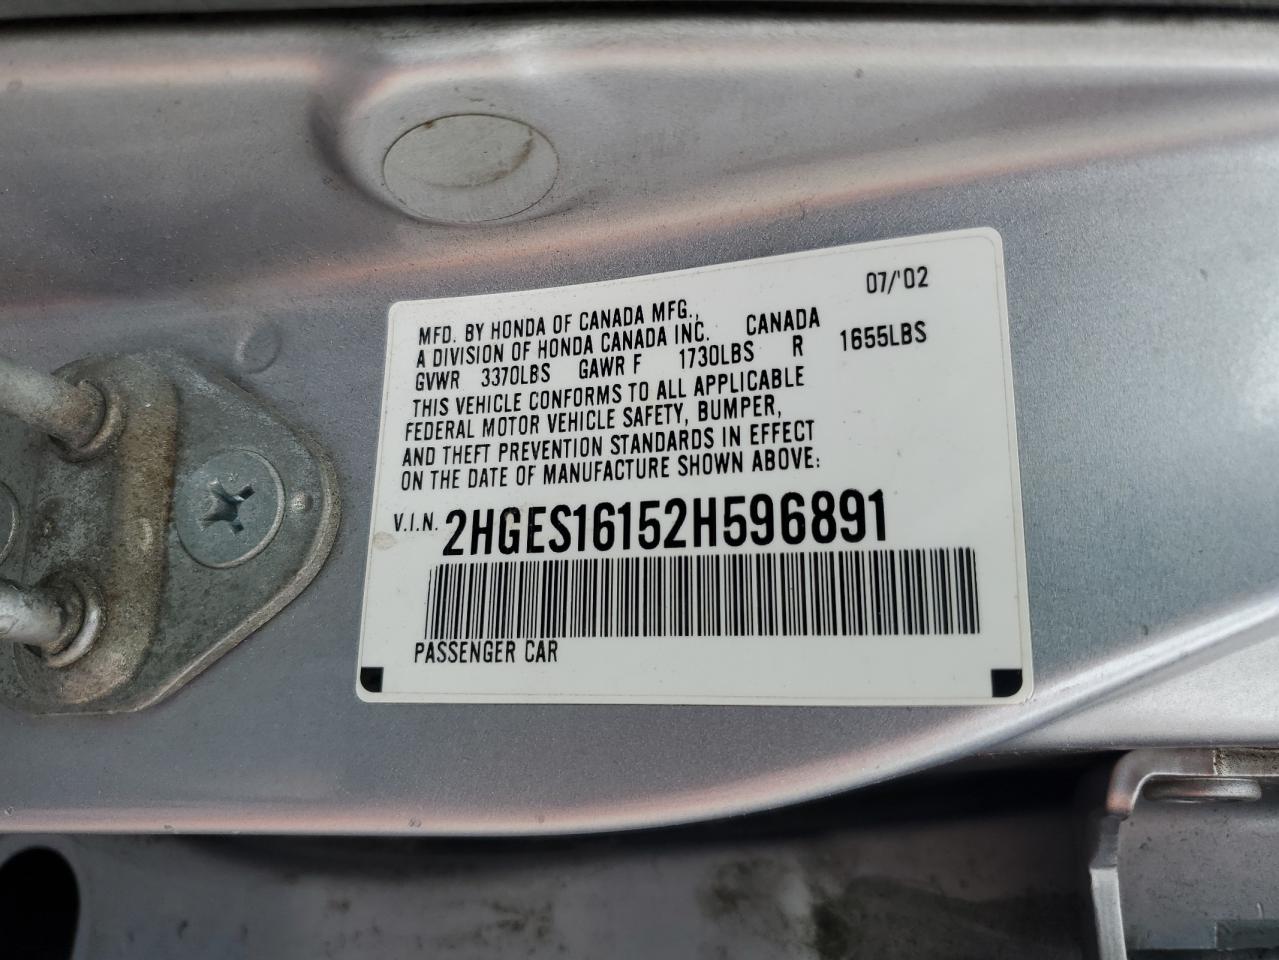 07/'02
MFD. BY HONDA OF CANADA MFG.,
A DIVISION OF HONDA CANADA INC. CANADA
GVWR 3370LBS GAWR F 1730LBS R 1655LBS
THIS VEHICLE CONFORMS TO ALL APPLICABLE
FEDERAL MOTOR VEHICLE SAFETY, BUMPER,
AND THEFT PREVENTION STANDARDS IN EFFECT
ON THE DATE OF MANUFACTURE SHOWN ABOVE:
V.I.N. 2HGES16152H596891
PASSENGER CAR